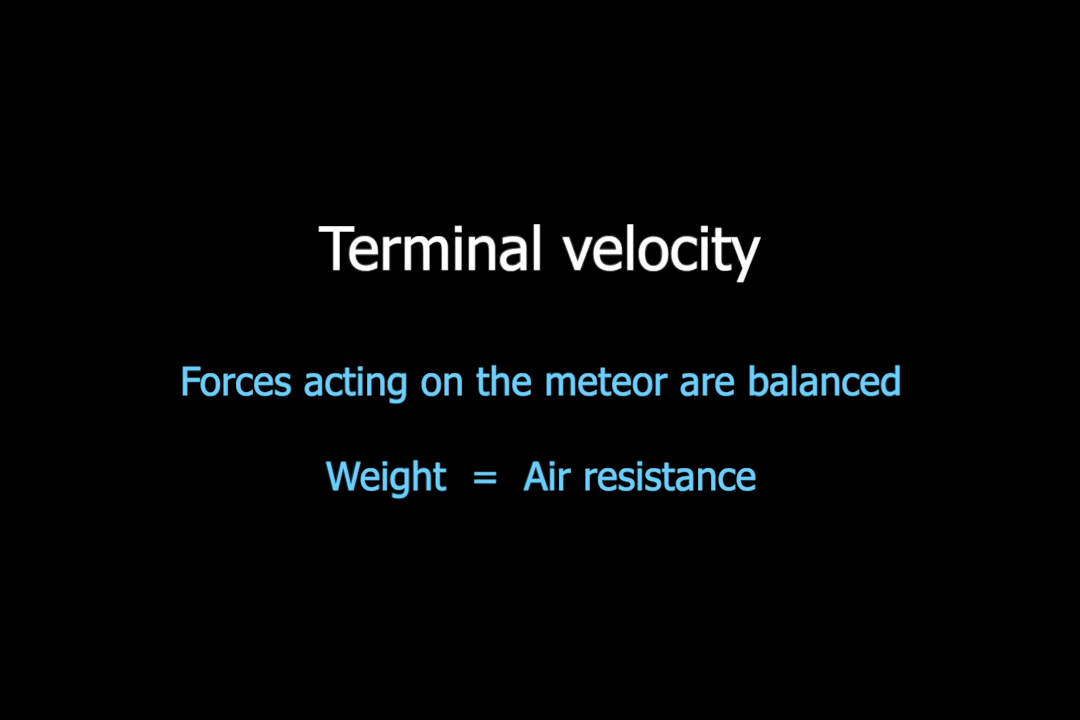 Terminal velocity
Forces acting on the meteor are balanced
Weight = Air resistance